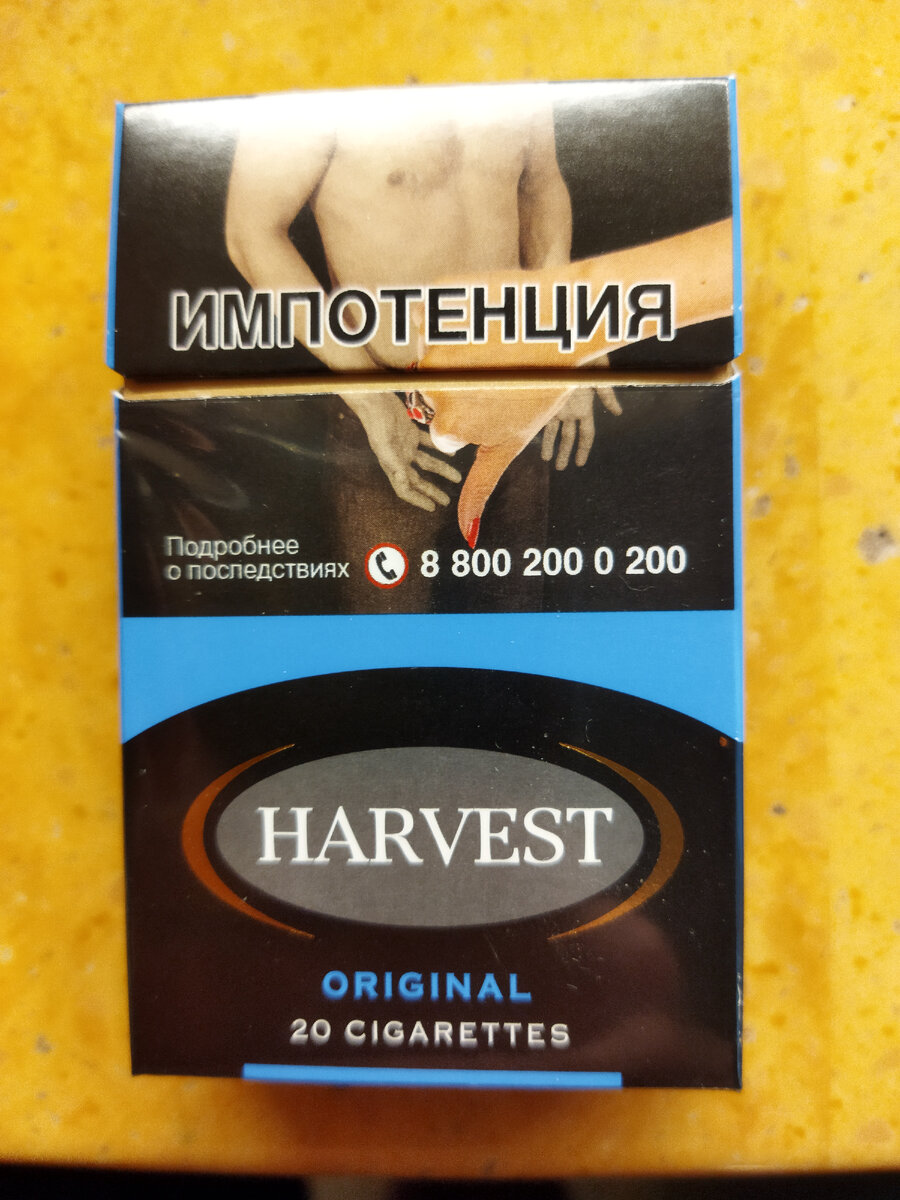 ИМПОТЕНЦИЯ
Подробнее
о последствиях 8 800 200 0 200
HARVEST
ORIGINAL
20 CIGARETTES